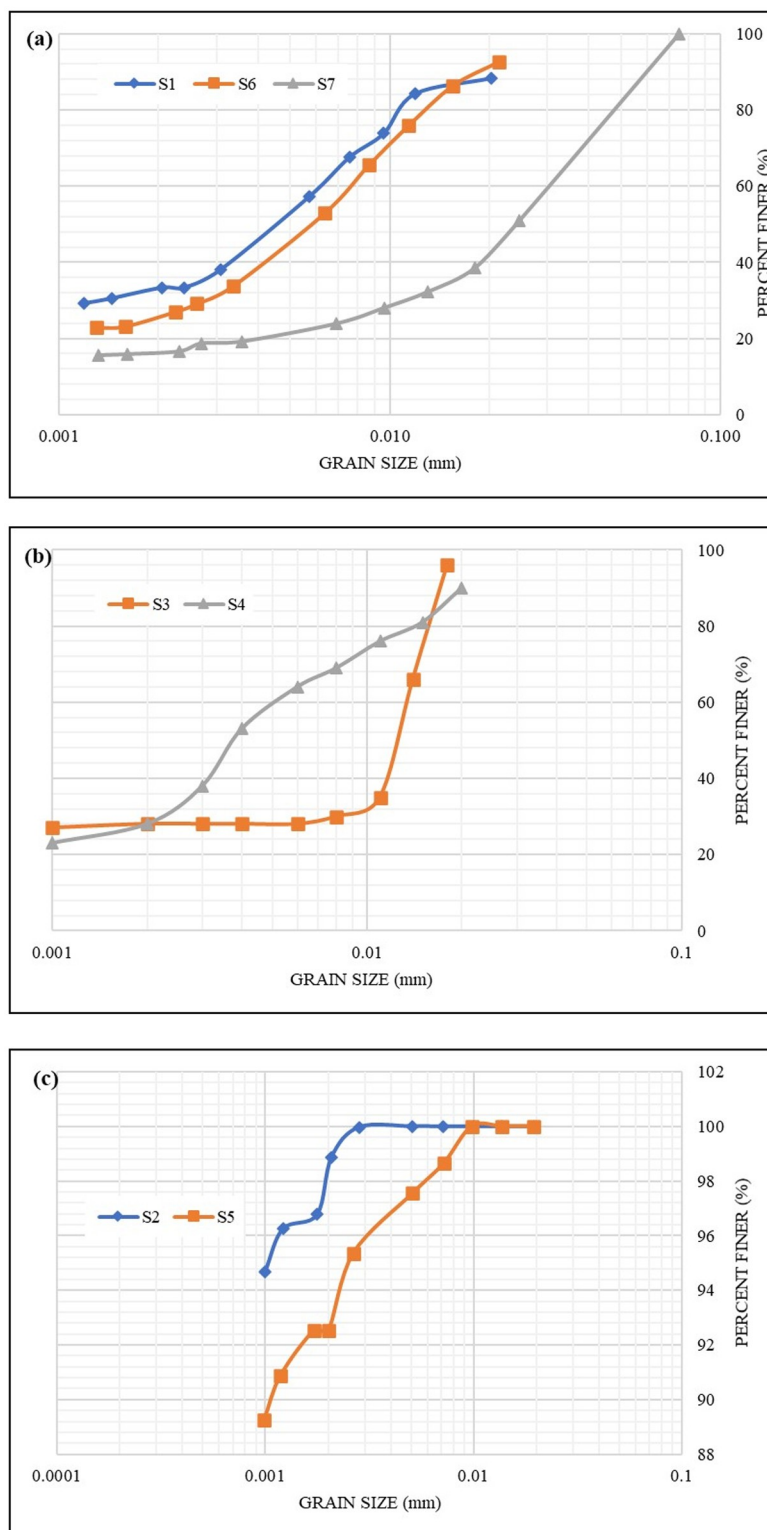 (a)
S1 S6 S7
100
80
60
40
20
0
PERCENT FINER (%)
0.001 0.010 0.100
GRAIN SIZE (mm)
(b)
S3 S4
100
80
60
40
20
0
PERCENT FINER (%)
0.001 0.01 0.1
GRAIN SIZE (mm)
(c)
S2 S5
102
100
98
96
94
92
90
88
PERCENT FINER (%)
0.0001 0.001 0.01 0.1
GRAIN SIZE (mm)